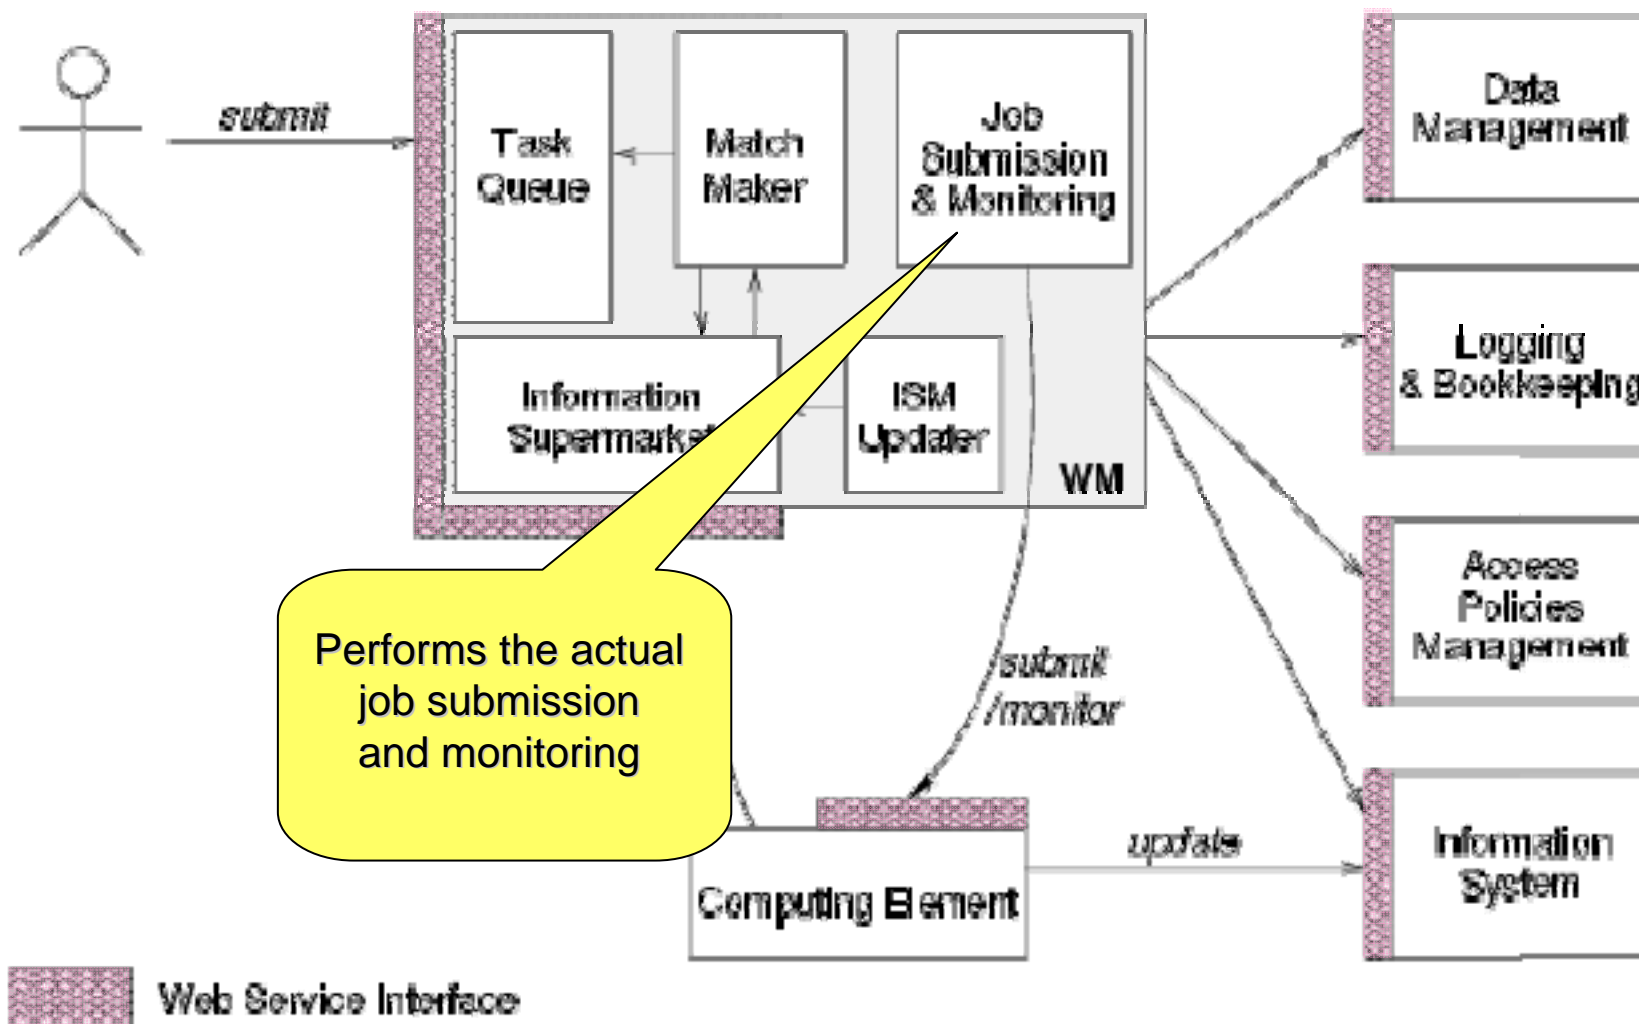 submit
Task
Queue
Match
Maker
Job
Submission
& Monitoring
Information
Supermarket
ISM
Updater
WM
Data
Management
Logging
& Bookkeeping
Access
Policies
Management
Performs the actual
job submission
and monitoring
submit
/monitor
update
Computing Element
Information
System
Web Service Interface